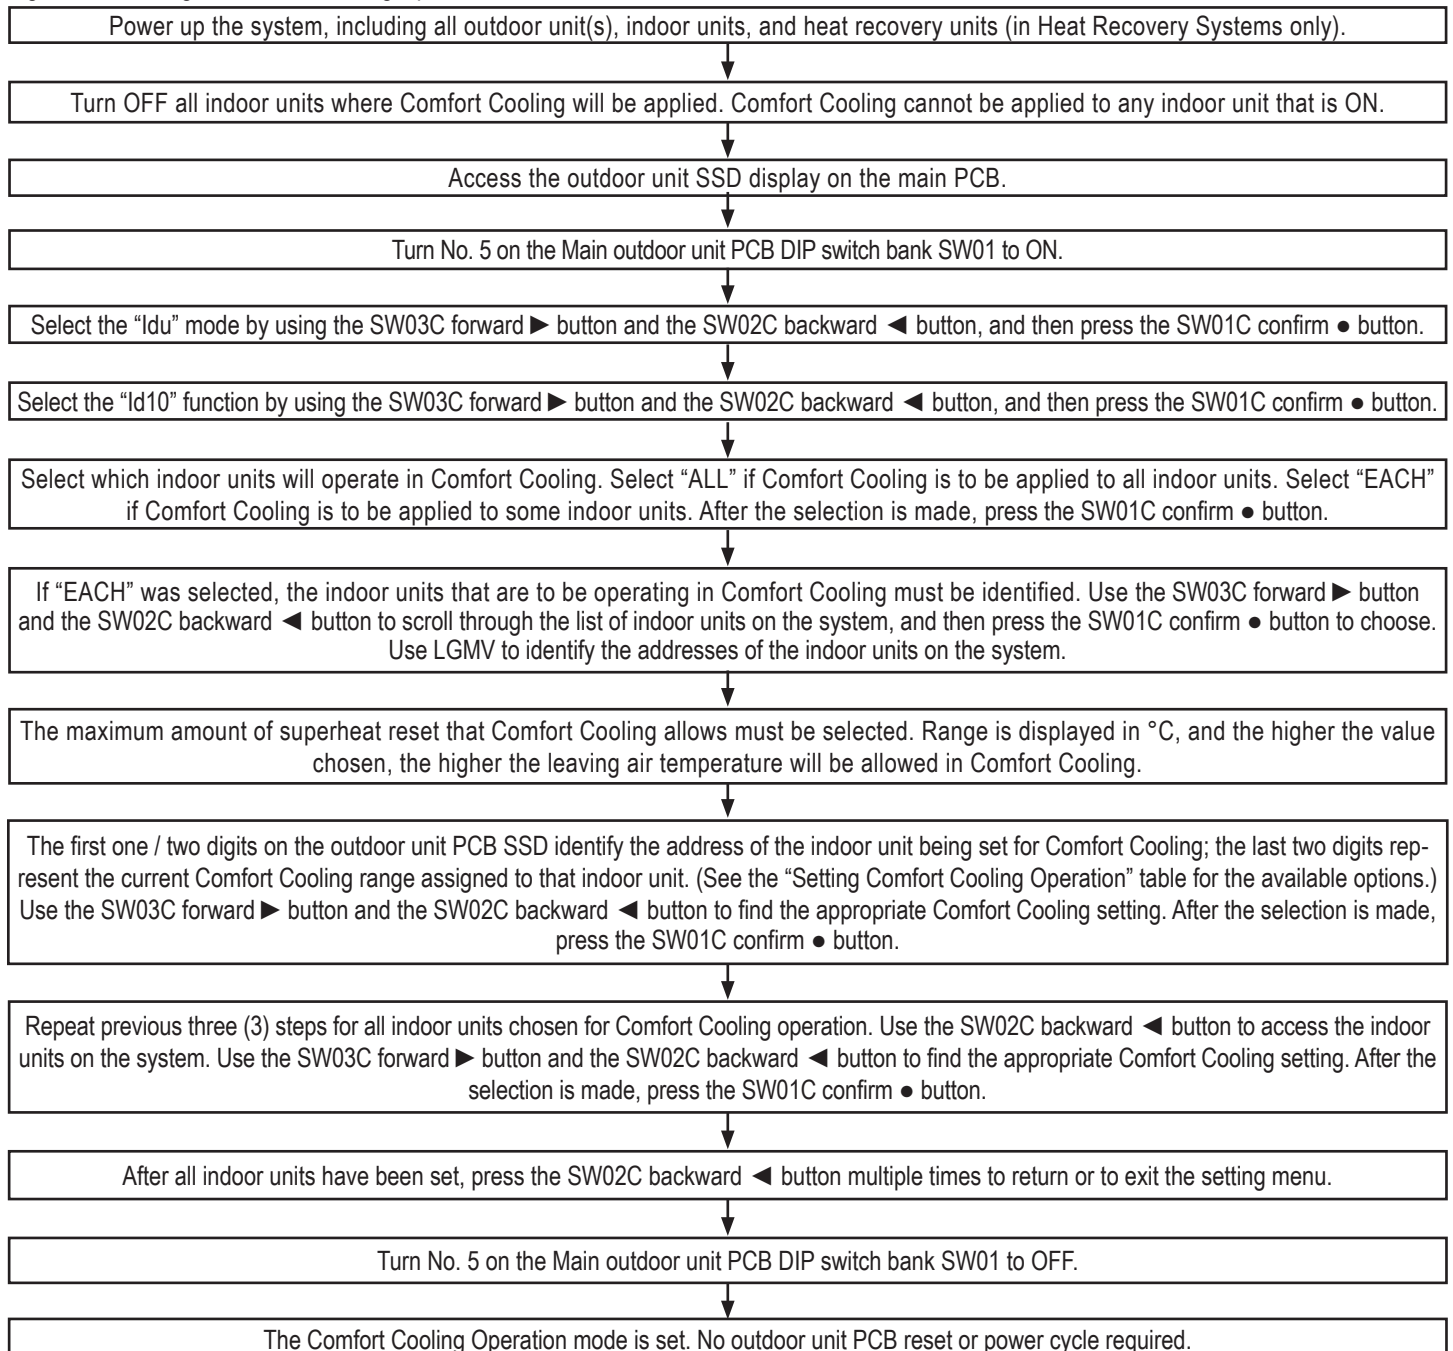 Power up the system, including all outdoor unit(s), indoor units, and heat recovery units (in Heat Recovery Systems only).
Turn OFF all indoor units where Comfort Cooling will be applied. Comfort Cooling cannot be applied to any indoor unit that is ON.
Access the outdoor unit SSD display on the main PCB.
Turn No. 5 on the Main outdoor unit PCB DIP switch bank SW01 to ON.
Select the “Idu” mode by using the SW03C forward ► button and the SW02C backward ◄ button, and then press the SW01C confirm ● button.
Select the “Id10” function by using the SW03C forward ► button and the SW02C backward ◄ button, and then press the SW01C confirm ● button.
Select which indoor units will operate in Comfort Cooling. Select “ALL” if Comfort Cooling is to be applied to all indoor units. Select “EACH”
if Comfort Cooling is to be applied to some indoor units. After the selection is made, press the SW01C confirm ● button.
If “EACH” was selected, the indoor units that are to be operating in Comfort Cooling must be identified. Use the SW03C forward ► button
and the SW02C backward ◄ button to scroll through the list of indoor units on the system, and then press the SW01C confirm ● button to choose.
Use LGMV to identify the addresses of the indoor units on the system.
The maximum amount of superheat reset that Comfort Cooling allows must be selected. Range is displayed in °C, and the higher the value
chosen, the higher the leaving air temperature will be allowed in Comfort Cooling.
The first one / two digits on the outdoor unit PCB SSD identify the address of the indoor unit being set for Comfort Cooling; the last two digits rep-
resent the current Comfort Cooling range assigned to that indoor unit. (See the “Setting Comfort Cooling Operation” table for the available options.)
Use the SW03C forward ► button and the SW02C backward ◄ button to find the appropriate Comfort Cooling setting. After the selection is made,
press the SW01C confirm ● button.
Repeat previous three (3) steps for all indoor units chosen for Comfort Cooling operation. Use the SW02C backward ◄ button to access the indoor
units on the system. Use the SW03C forward ► button and the SW02C backward ◄ button to find the appropriate Comfort Cooling setting. After the
selection is made, press the SW01C confirm ● button.
After all indoor units have been set, press the SW02C backward ◄ button multiple times to return or to exit the setting menu.
Turn No. 5 on the Main outdoor unit PCB DIP switch bank SW01 to OFF.
The Comfort Cooling Operation mode is set. No outdoor unit PCB reset or power cycle required.